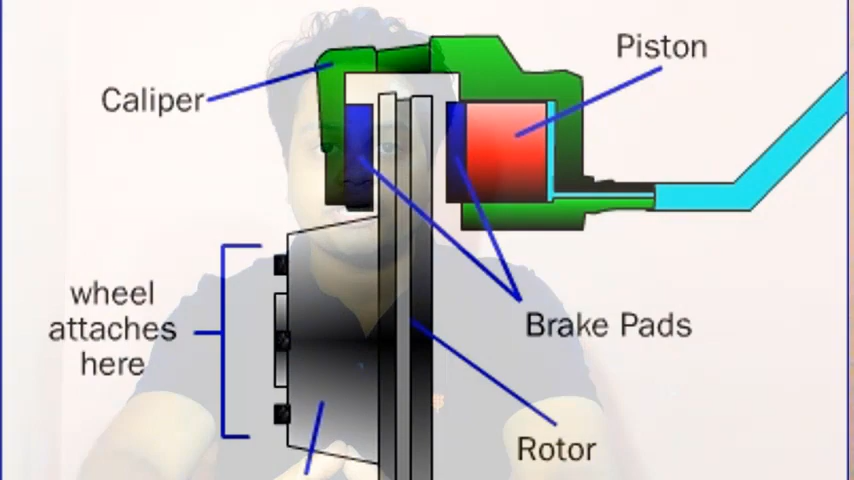 Piston
Caliper
wheel
attaches
here
Brake Pads
Rotor